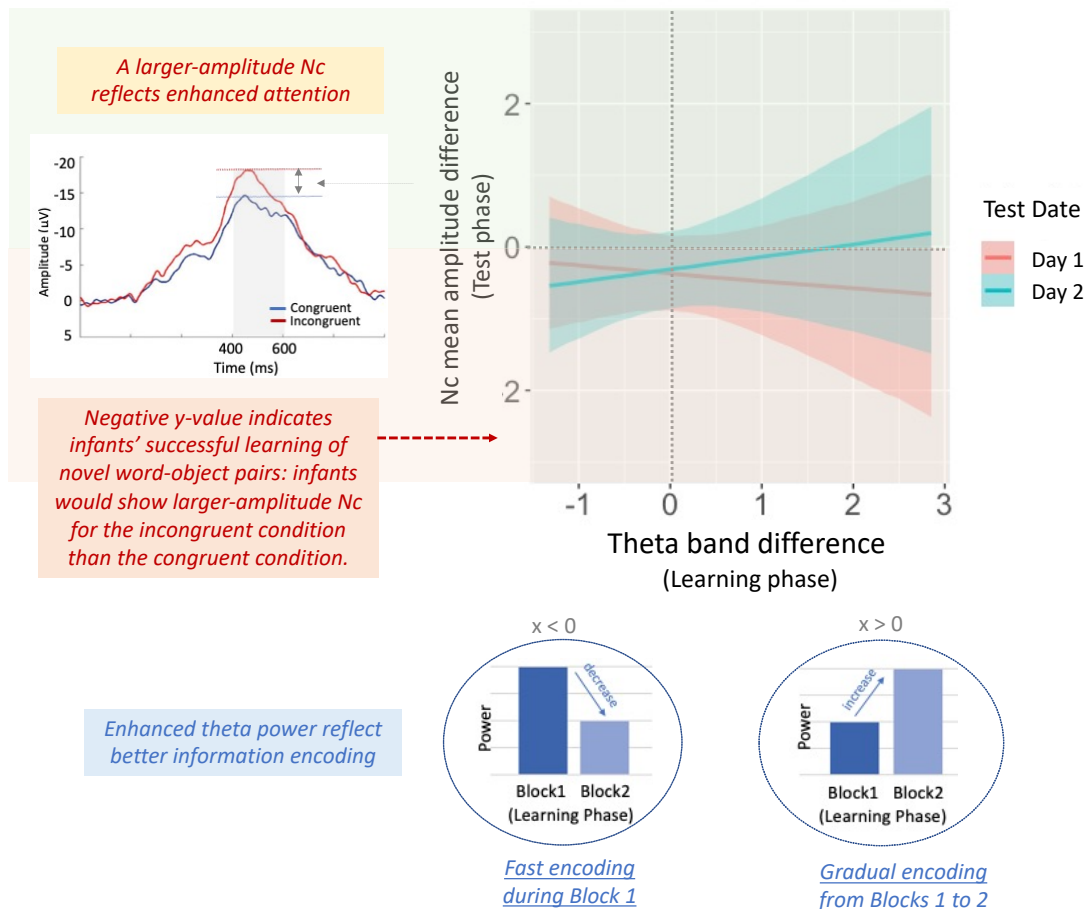 A larger-amplitude Nc
reflects enhanced attention
Amplitude (uV)
-20
-15
-10
-5
0
5
Congruent
Incongruent
400
600
Time (ms)
Negative y-value indicates
infants’ successful learning of
novel word-object pairs: infants
would show larger-amplitude Nc
for the incongruent condition
than the congruent condition.
Nc mean amplitude difference
(Test phase)
2
0
-2
-1
0
1
2
3
Theta band difference
(Learning phase)
Test Date
Day 1
Day 2
Enhanced theta power reflect
better information encoding
x < 0
Power
decrease
Block1 Block2
(Learning Phase)
Fast encoding
during Block 1
x > 0
Power
increase
Block1 Block2
(Learning Phase)
Gradual encoding
from Blocks 1 to 2